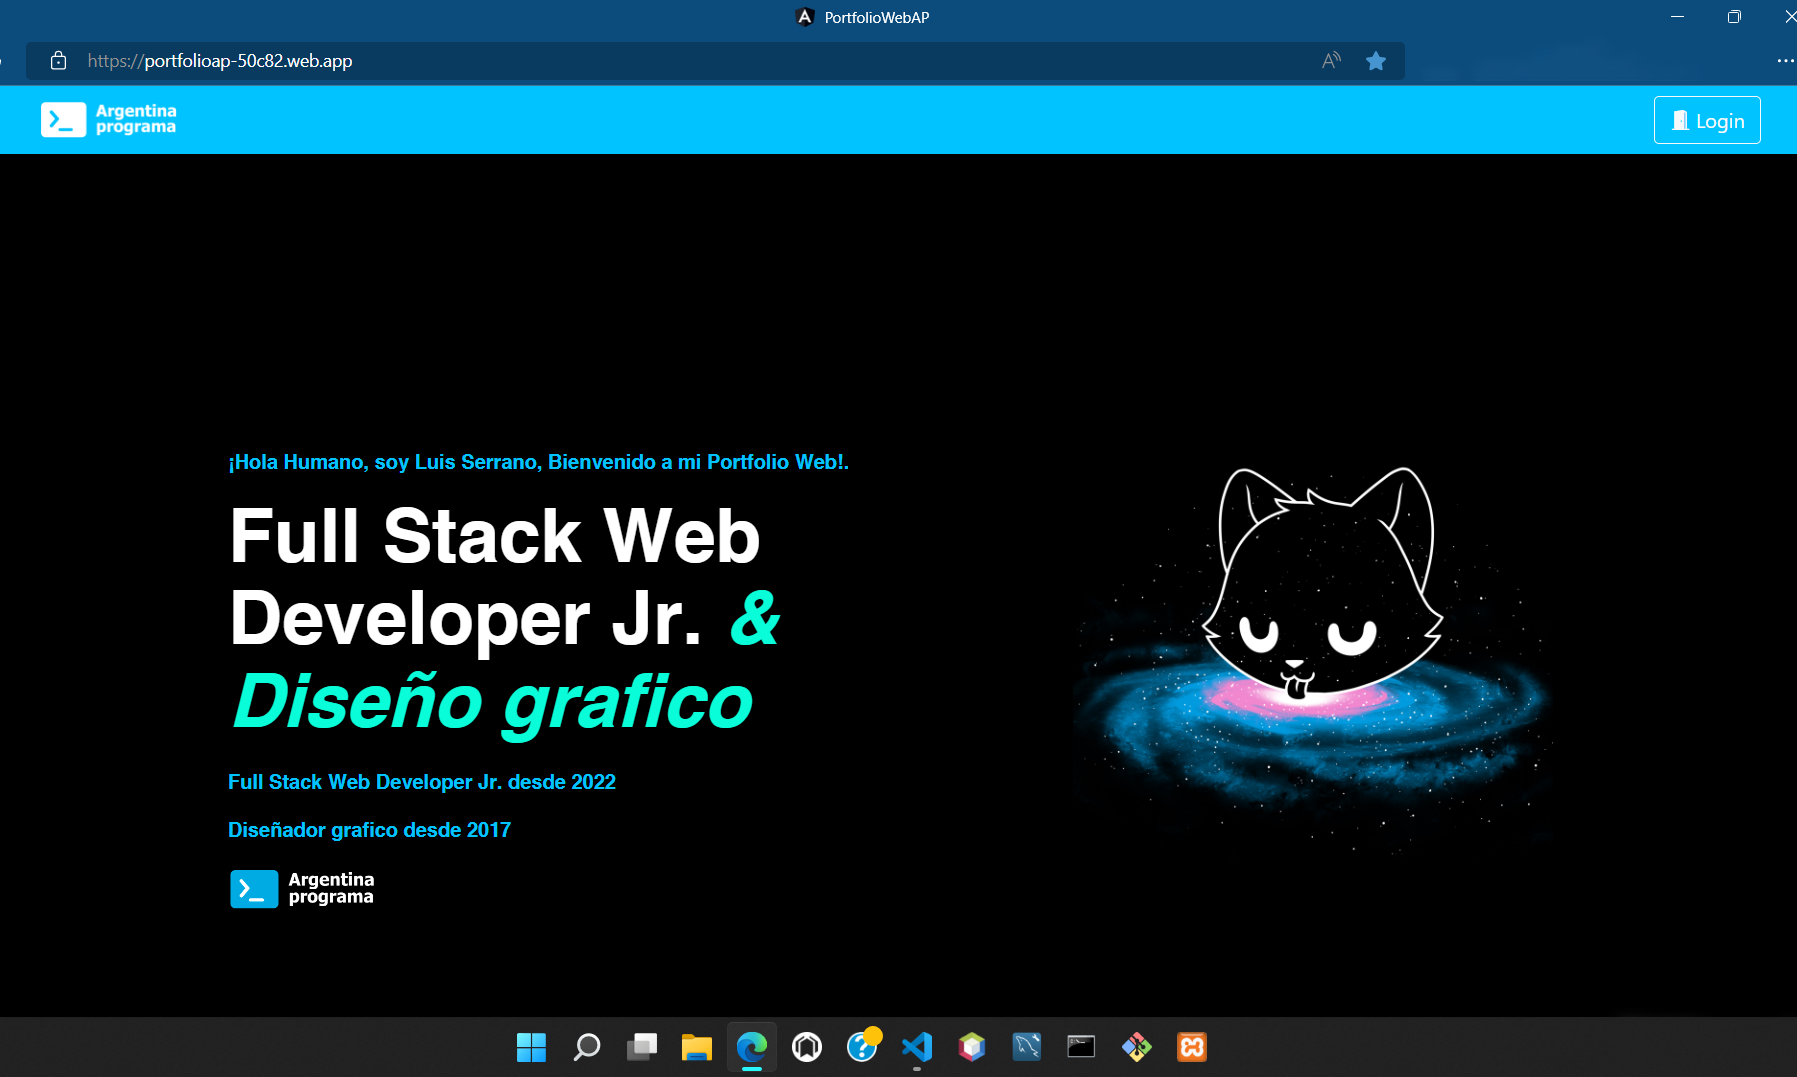 PortfolioWebAP
https://portfolioap-50c82.web.app
Argentina
programa
Login
¡Hola Humano, soy Luis Serrano, Bienvenido a mi Portfolio Web!.
Full Stack Web
Developer Jr. &
Diseño grafico
Full Stack Web Developer Jr. desde 2022
Diseñador grafico desde 2017
Argentina
programa